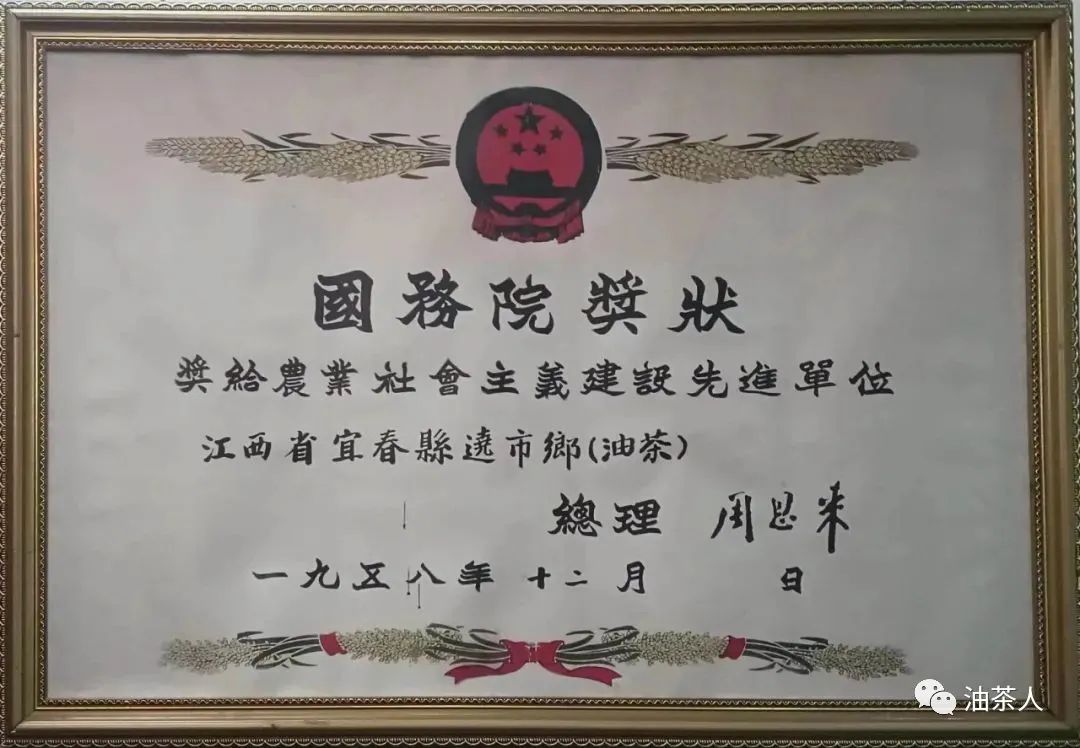 國務院獎狀
獎給農業社會主義建設先進單位
江西省宜春縣遶市鄉(油茶)
總理 周恩来
一九五八年 十二月 日
油茶人